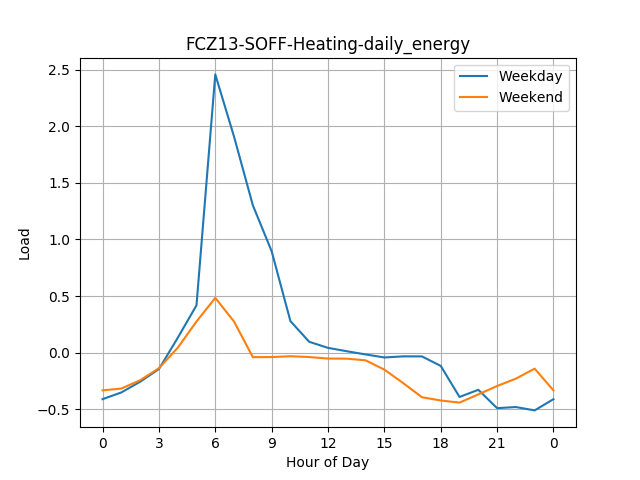 FCZ13-SOFF-Heating-daily_energy
Weekday
Weekend
Load
2.5
2.0
1.5
1.0
0.5
0.0
−0.5
0 3 6 9 12 15 18 21 0
Hour of Day